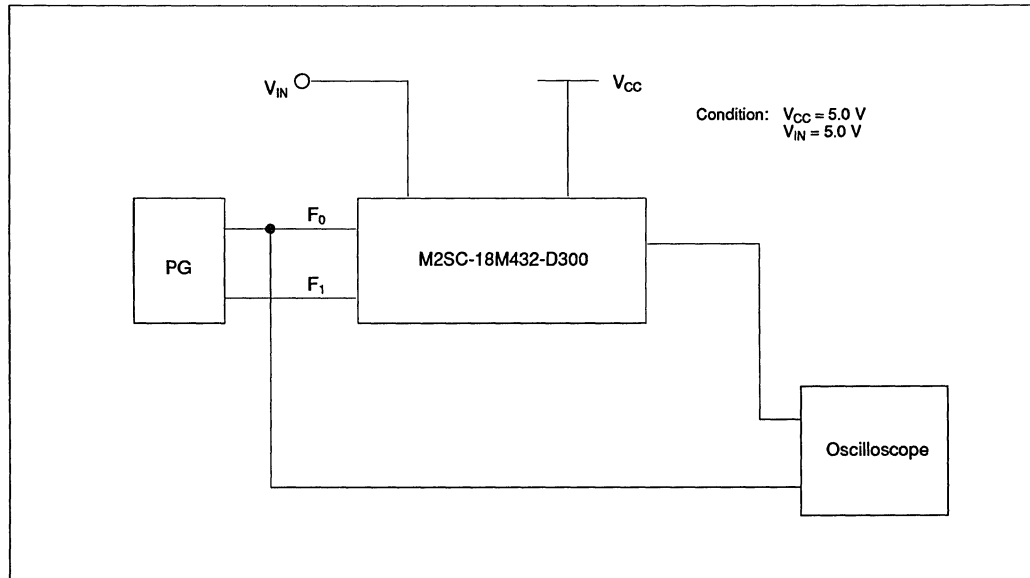 V_IN
V_CC
Condition: V_CC = 5.0 V
V_IN = 5.0 V
F_0
PG
M2SC-18M432-D300
F_1
Oscilloscope